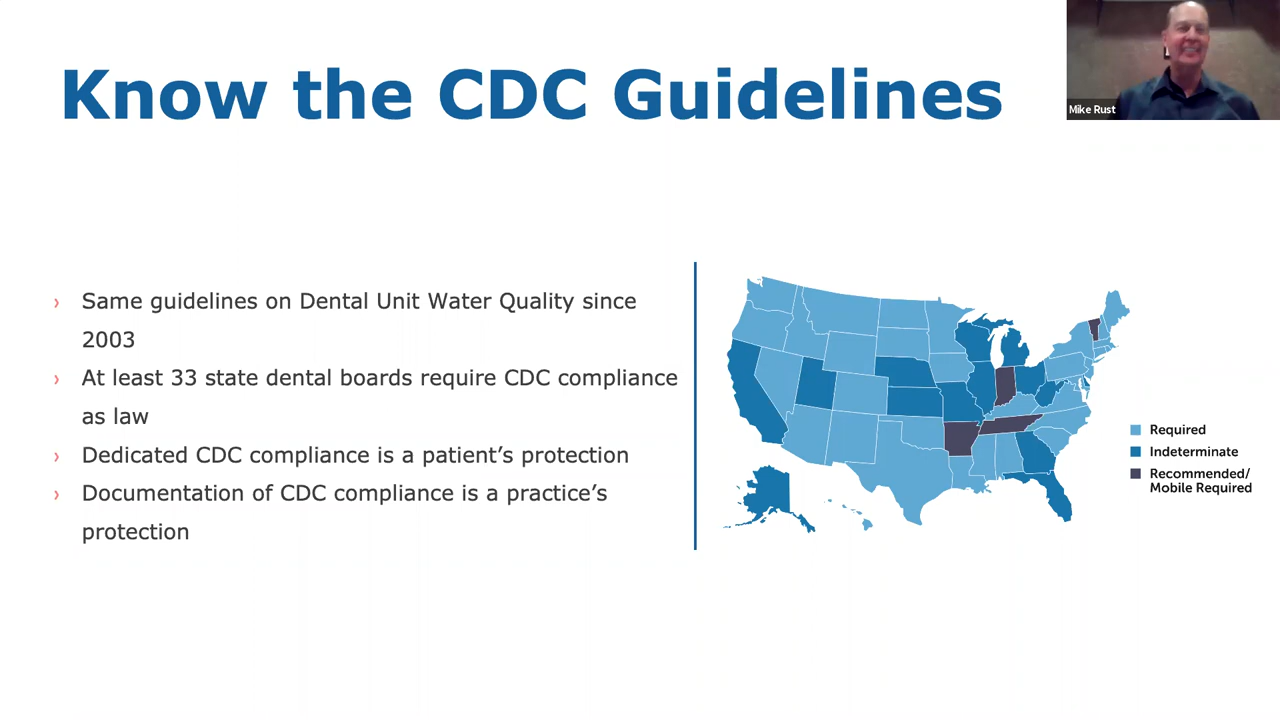 Know the CDC Guidelines
Mike Rust
Same guidelines on Dental Unit Water Quality since
2003
At least 33 state dental boards require CDC compliance
as law
Dedicated CDC compliance is a patient’s protection
Documentation of CDC compliance is a practice’s
protection
Required
Indeterminate
Recommended/
Mobile Required